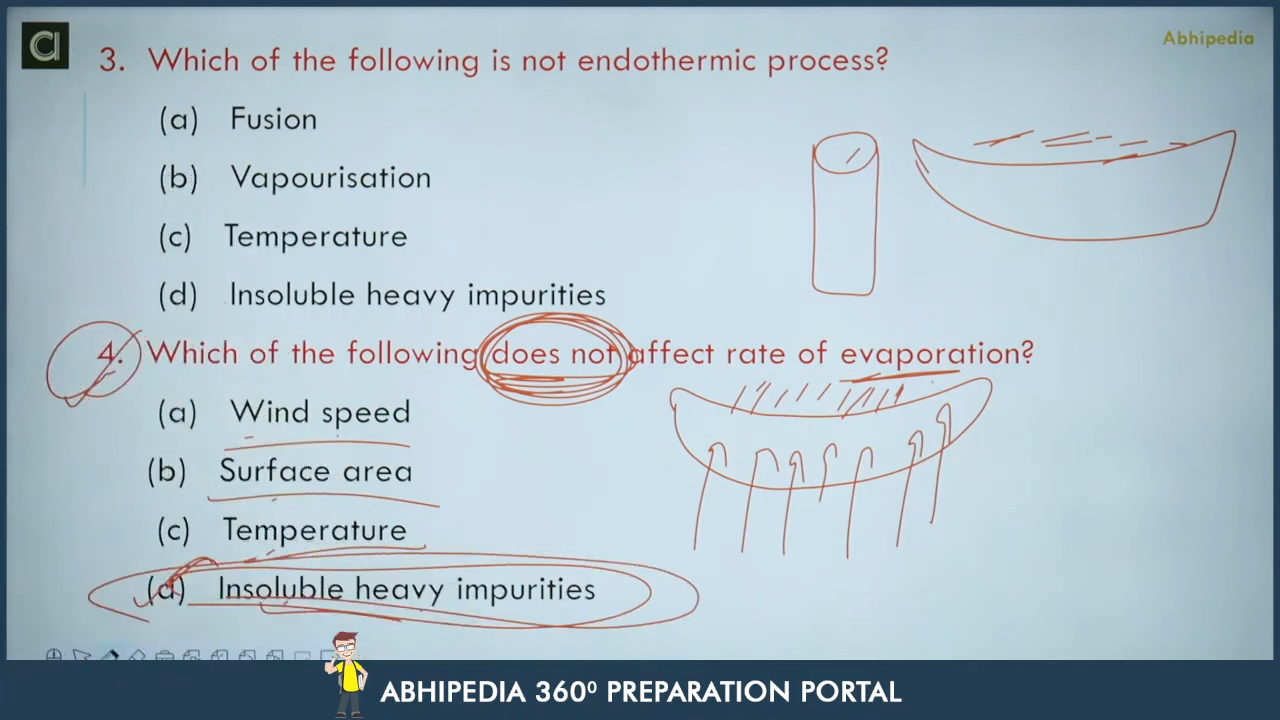 Abhipedia
3. Which of the following is not endothermic process?
(a) Fusion
(b) Vapourisation
(c) Temperature
(d) Insoluble heavy impurities
4. Which of the following does not affect rate of evaporation?
(a) Wind speed
(b) Surface area
(c) Temperature
(d) Insoluble heavy impurities
ABHIPEDIA 360⁰ PREPARATION PORTAL